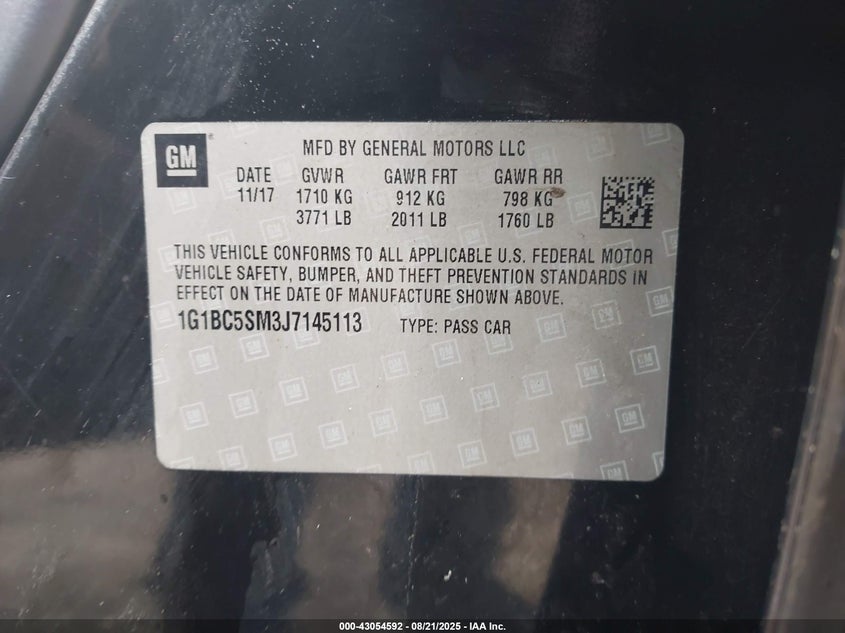 GM
MFD BY GENERAL MOTORS LLC
DATE GVWR GAWR FRT GAWR RR
11/17 1710 KG 912 KG 798 KG
3771 LB 2011 LB 1760 LB
THIS VEHICLE CONFORMS TO ALL APPLICABLE U.S. FEDERAL MOTOR
VEHICLE SAFETY, BUMPER, AND THEFT PREVENTION STANDARDS IN
EFFECT ON THE DATE OF MANUFACTURE SHOWN ABOVE.
1G1BC5SM3J7145113 TYPE: PASS CAR
000-43054592 - 08/21/2025 - IAA Inc.